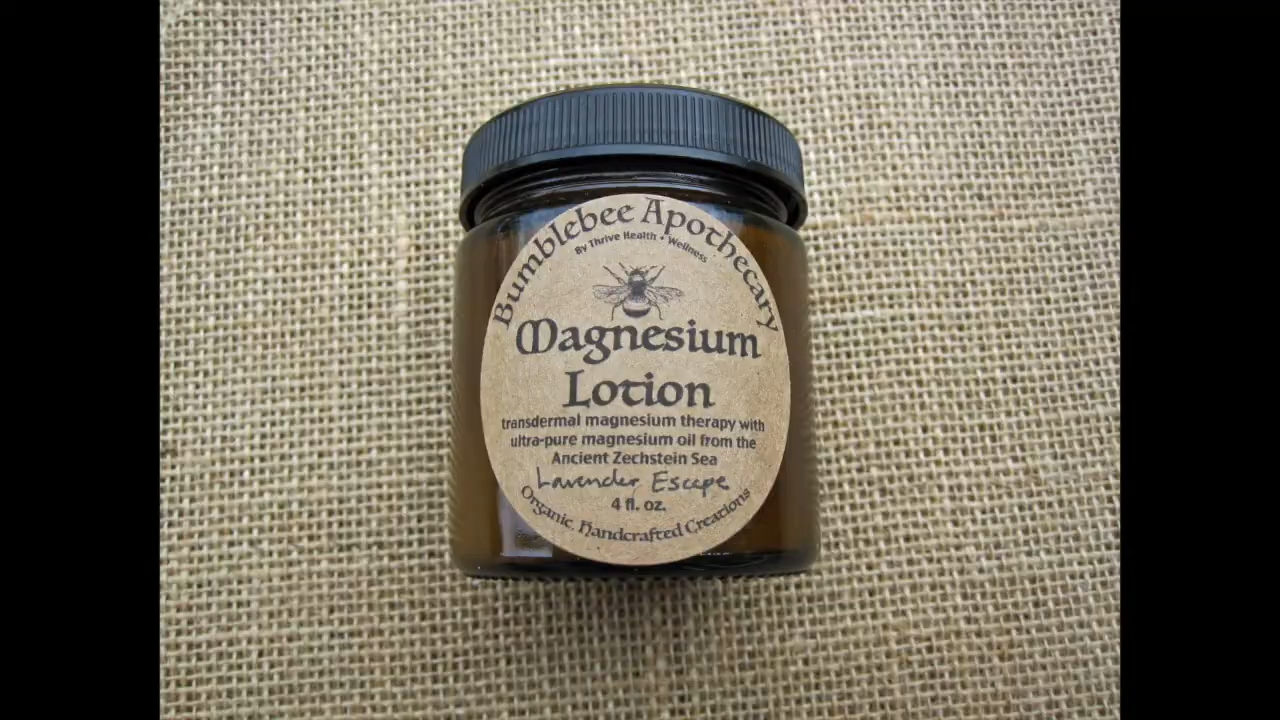 Bumblebee Apothecary
By Thrive Health • Wellness
Magnesium
Lotion
transdermal magnesium therapy with
ultra-pure magnesium oil from the
Ancient Zechstein Sea
Lavender Escape
4 fl. oz.
Organic, Handcrafted Creations